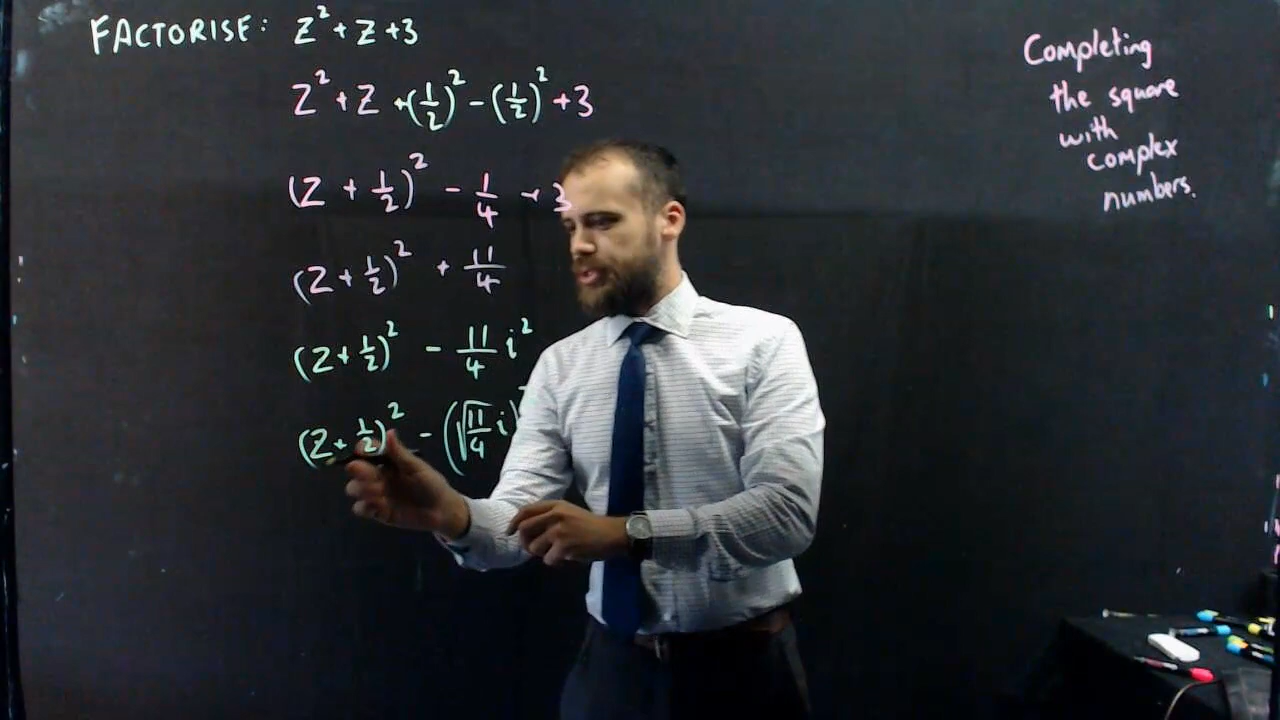 FACTORISE: z² + z + 3
z² + z + (1/2)² - (1/2)² + 3
(z + 1/2)² - 1/4 + 3
(z + 1/2)² + 11/4
(z + 1/2)² - 11/4 i²
(z + 1/2)² - (√11/4 i)
Completing
the square
with
complex
numbers.